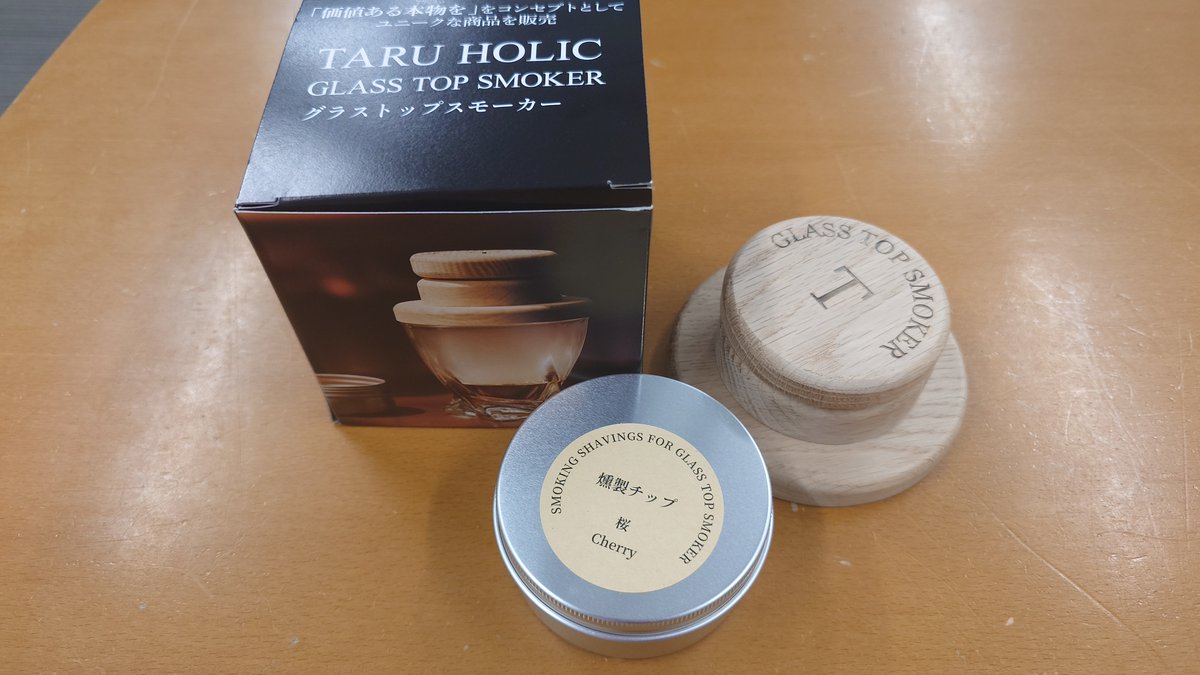 「価値ある本物を」をコンセプトとして
ユニークな商品を販売
TARU HOLIC
GLASS TOP SMOKER
グラストップスモーカー
GLASS TOP SMOKER
T
SMOKING SHAVINGS FOR GLASS TOP SMOKER
燻製チップ
桜
Cherry